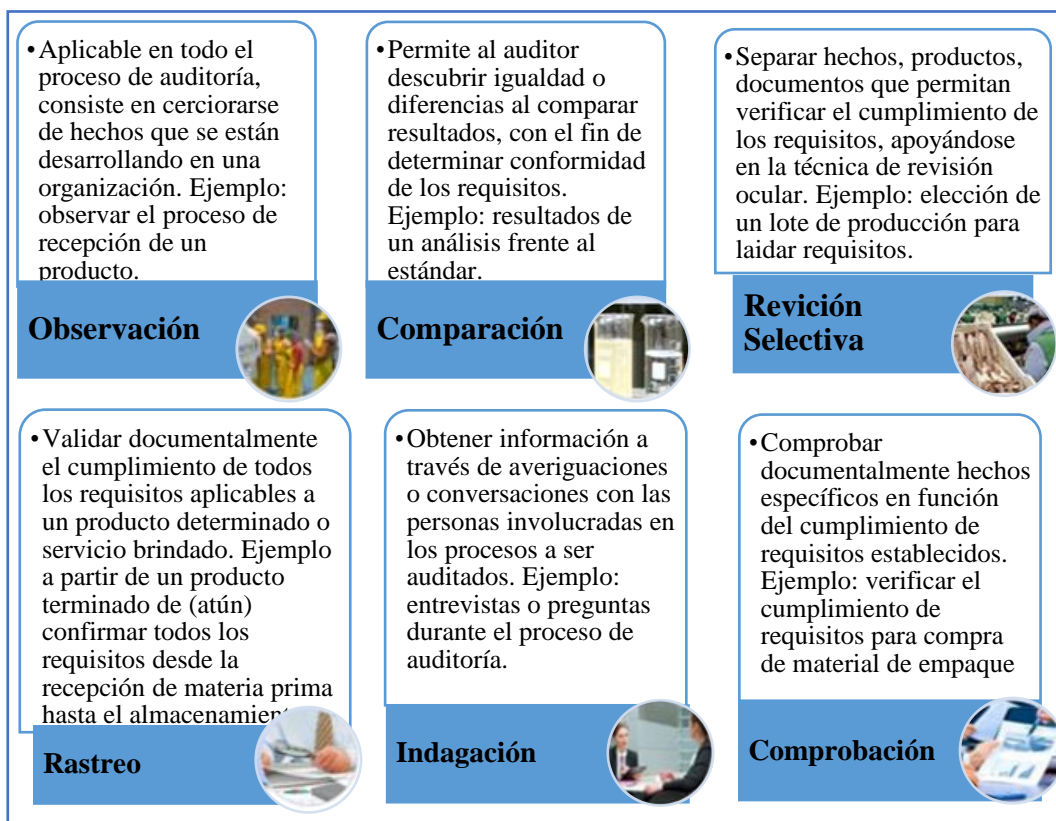 •Aplicable en todo el
proceso de auditoría,
consiste en cerciorarse
de hechos que se están
desarrollando en una
organización. Ejemplo:
observar el proceso de
recepción de un
producto.
Observación
•Permite al auditor
descubrir igualdad o
diferencias al comparar
resultados, con el fin de
determinar conformidad
de los requisitos.
Ejemplo: resultados de
un análisis frente al
estándar.
Comparación
•Separar hechos, productos,
documentos que permitan
verificar el cumplimiento de
los requisitos, apoyándose
en la técnica de revisión
ocular. Ejemplo: elección de
un lote de producción para
laidar requisitos.
Revición
Selectiva
•Validar documentalmente
el cumplimiento de todos
los requisitos aplicables a
un producto determinado o
servicio brindado. Ejemplo
a partir de un producto
terminado de (atún)
confirmar todos los
requisitos desde la
recepción de materia prima
hasta el almacenamient
Rastreo
•Obtener información a
través de averiguaciones
o conversaciones con las
personas involucradas en
los procesos a ser
auditados. Ejemplo:
entrevistas o preguntas
durante el proceso de
auditoría.
Indagación
•Comprobar
documentalmente hechos
específicos en función
del cumplimiento de
requisitos establecidos.
Ejemplo: verificar el
cumplimiento de
requisitos para compra
de material de empaque
Comprobación